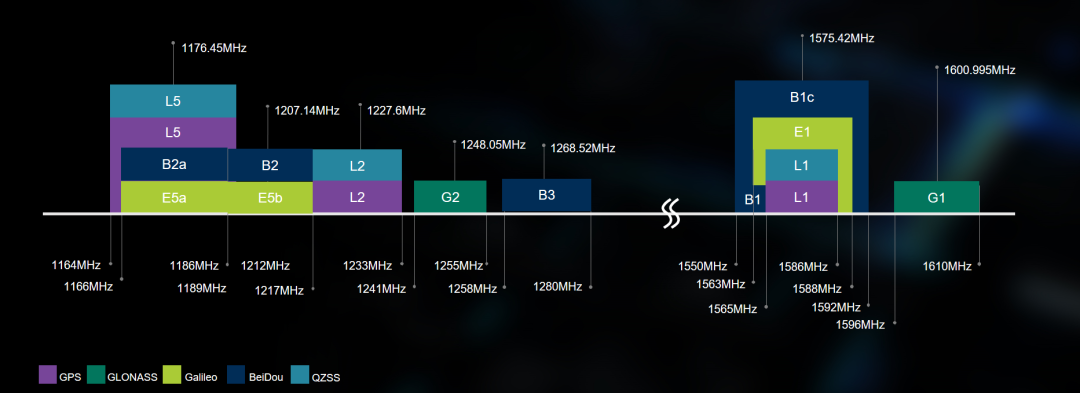 1575.42MHz
1176.45MHz
1600.995MHz
L5
B1c
1207.14MHz
1227.6MHz
L5
E1
1248.05MHz
1268.52MHz
B2a
B2
L2
L1
E5a
E5b
L2
G2
B3
B1
L1
G1
1164MHz
1186MHz
1212MHz
1233MHz
1255MHz
1550MHz
1586MHz
1610MHz
1166MHz
1189MHz
1217MHz
1241MHz
1258MHz
1280MHz
1563MHz
1588MHz
1565MHz
1592MHz
1596MHz
GPS
GLONASS
Galileo
BeiDou
QZSS